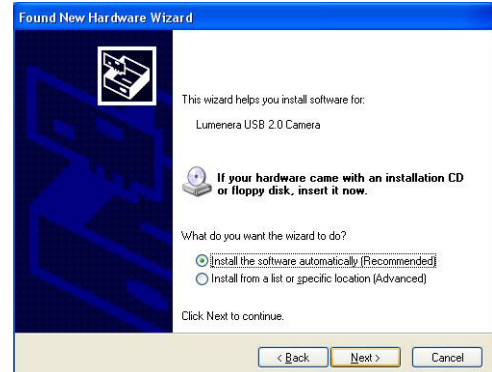 Found New Hardware Wizard
This wizard helps you install software for:
Lumenera USB 2.0 Camera
If your hardware came with an installation CD
or floppy disk, insert it now.
What do you want the wizard to do?
Install the software automatically (Recommended)
Install from a list or specific location (Advanced)
Click Next to continue.
< Back
Next >
Cancel